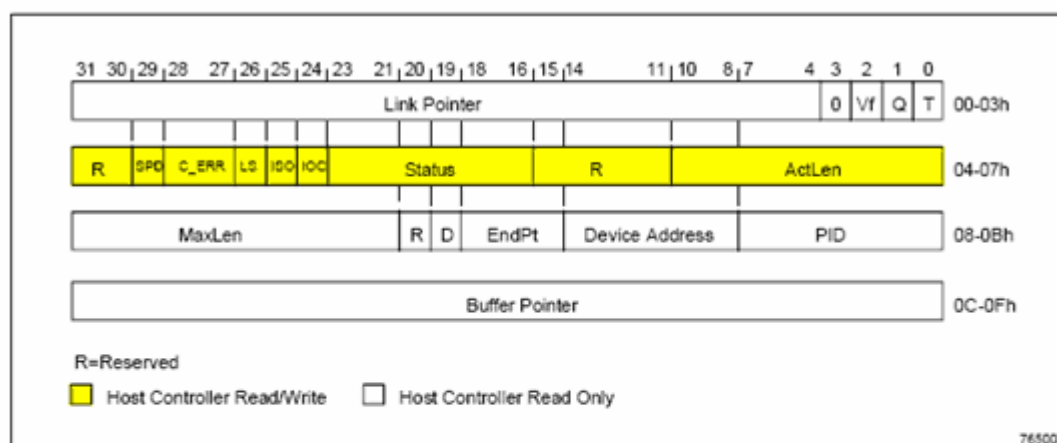 31 30 29 28 27 26 25 24 23 21 20 19 18 16 15 14 11 10 8 7 4 3 2 1 0
Link Pointer 0 Vf Q T 00-03h
R SPD C_ERR LS ISO IOC Status R ActLen 04-07h
MaxLen R D EndPt Device Address PID 08-0Bh
Buffer Pointer 0C-0Fh
R=Reserved
Host Controller Read/Write Host Controller Read Only
76500